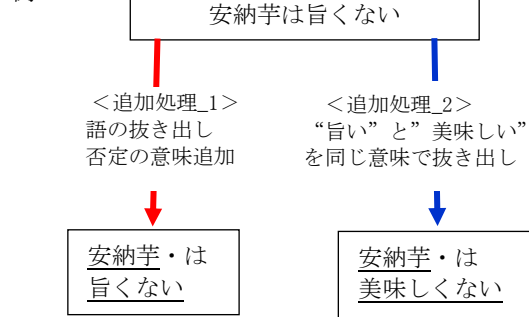 安納芋は旨くない
＜追加処理_1＞
語の抜き出し
否定の意味追加
＜追加処理_2＞
“旨い”と”美味しい”
を同じ意味で抜き出し
安納芋・は
旨くない
安納芋・は
美味しくない